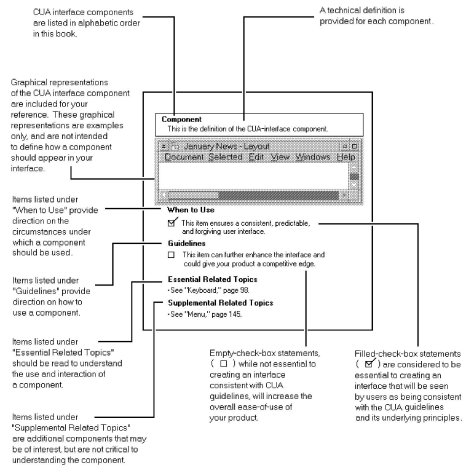 CUA interface components
are listed in alphabetic order
in this book.
A technical definition is
provided for each component.
Graphical representations
of the CUA interface component
are included for your
reference. These graphical
representations are examples
only, and are not intended
to define how a component
should appear in your
interface.
Component
This is the definition of the CUA-interface component.
January News - Layout
Document Selected Edit View Windows Help
Items listed under
"When to Use" provide
direction on the
circumstances under
which a component
should be used.
When to Use
This item ensures a consistent, predictable,
and forgiving user interface.
Guidelines
This item can further enhance the interface and
could give your product a competitive edge.
Items listed under
"Guidelines" provide
direction on how to
use a component.
Essential Related Topics
·See "Keyboard," page 98.
Supplemental Related Topics
·See "Menu," page 145.
Items listed under
"Essential Related Topics"
should be read to understand
the use and interaction of
a component.
Items listed under
"Supplemental Related Topics"
are additional components that may
be of interest, but are not critical to
understanding the component.
Empty-check-box statements,
( ☐ ) while not essential to
creating an interface
consistent with CUA
guidelines, will increase the
overall ease-of-use of
your product.
Filled-check-box statements
( ☑ ) are considered to be
essential to creating an
interface that will be seen
by users as being consistent
with the CUA guidelines
and its underlying principles.